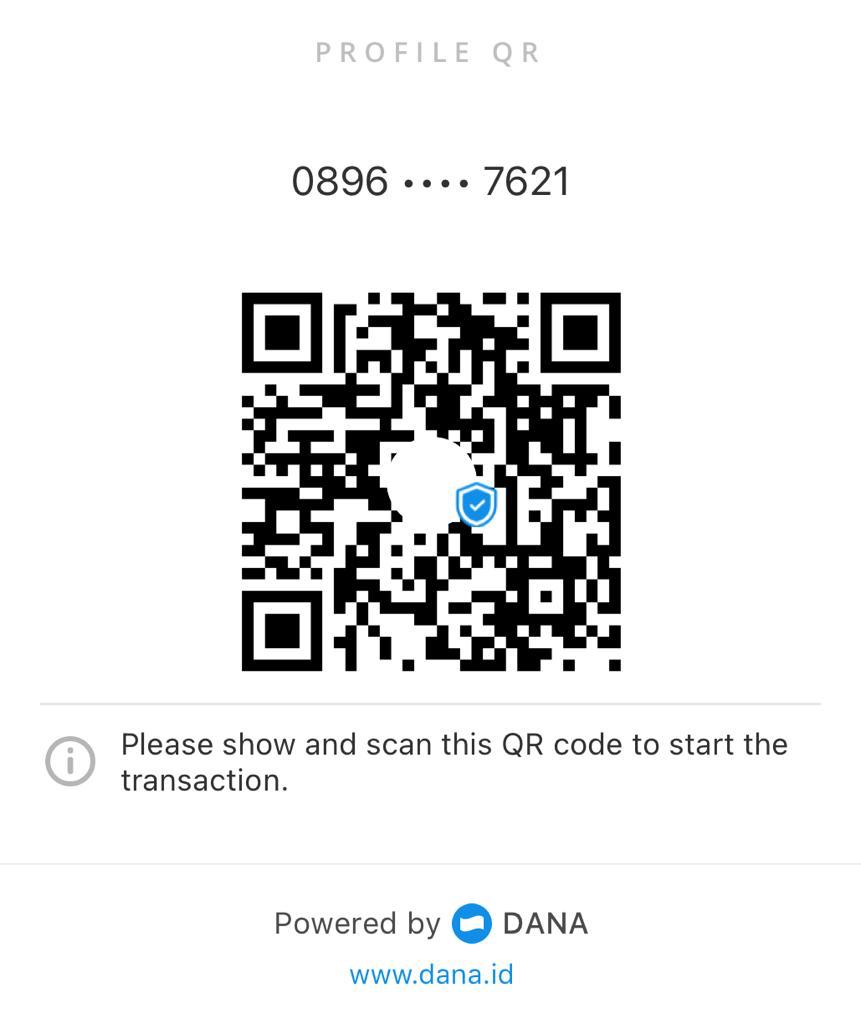 PROFILE QR
0896 •••• 7621
Please show and scan this QR code to start the
transaction.
Powered by DANA
www.dana.id